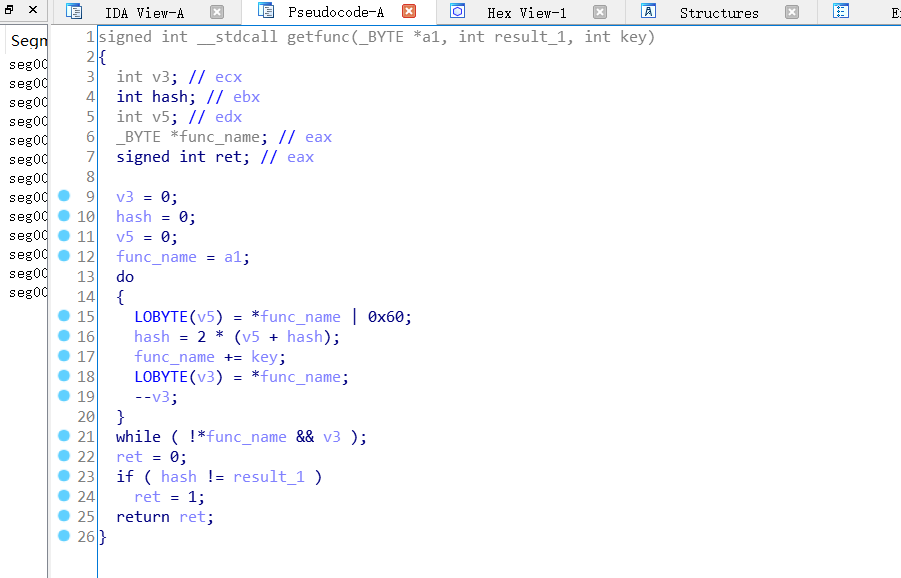 IDA View-A Pseudocode-A Hex View-1 Structures
Segm
seg00
seg00
seg00
seg00
seg00
seg00
seg00
seg00
seg00
seg00
seg00
seg00
seg00
1 signed int __stdcall getfunc(_BYTE *a1, int result_1, int key)
2 {
3 int v3; // ecx
4 int hash; // ebx
5 int v5; // edx
6 _BYTE *func_name; // eax
7 signed int ret; // eax
8
9 v3 = 0;
10 hash = 0;
11 v5 = 0;
12 func_name = a1;
13 do
14 {
15 LOBYTE(v5) = *func_name | 0x60;
16 hash = 2 * (v5 + hash);
17 func_name += key;
18 LOBYTE(v3) = *func_name;
19 --v3;
20 }
21 while ( !*func_name && v3 );
22 ret = 0;
23 if ( hash != result_1 )
24 ret = 1;
25 return ret;
26 }